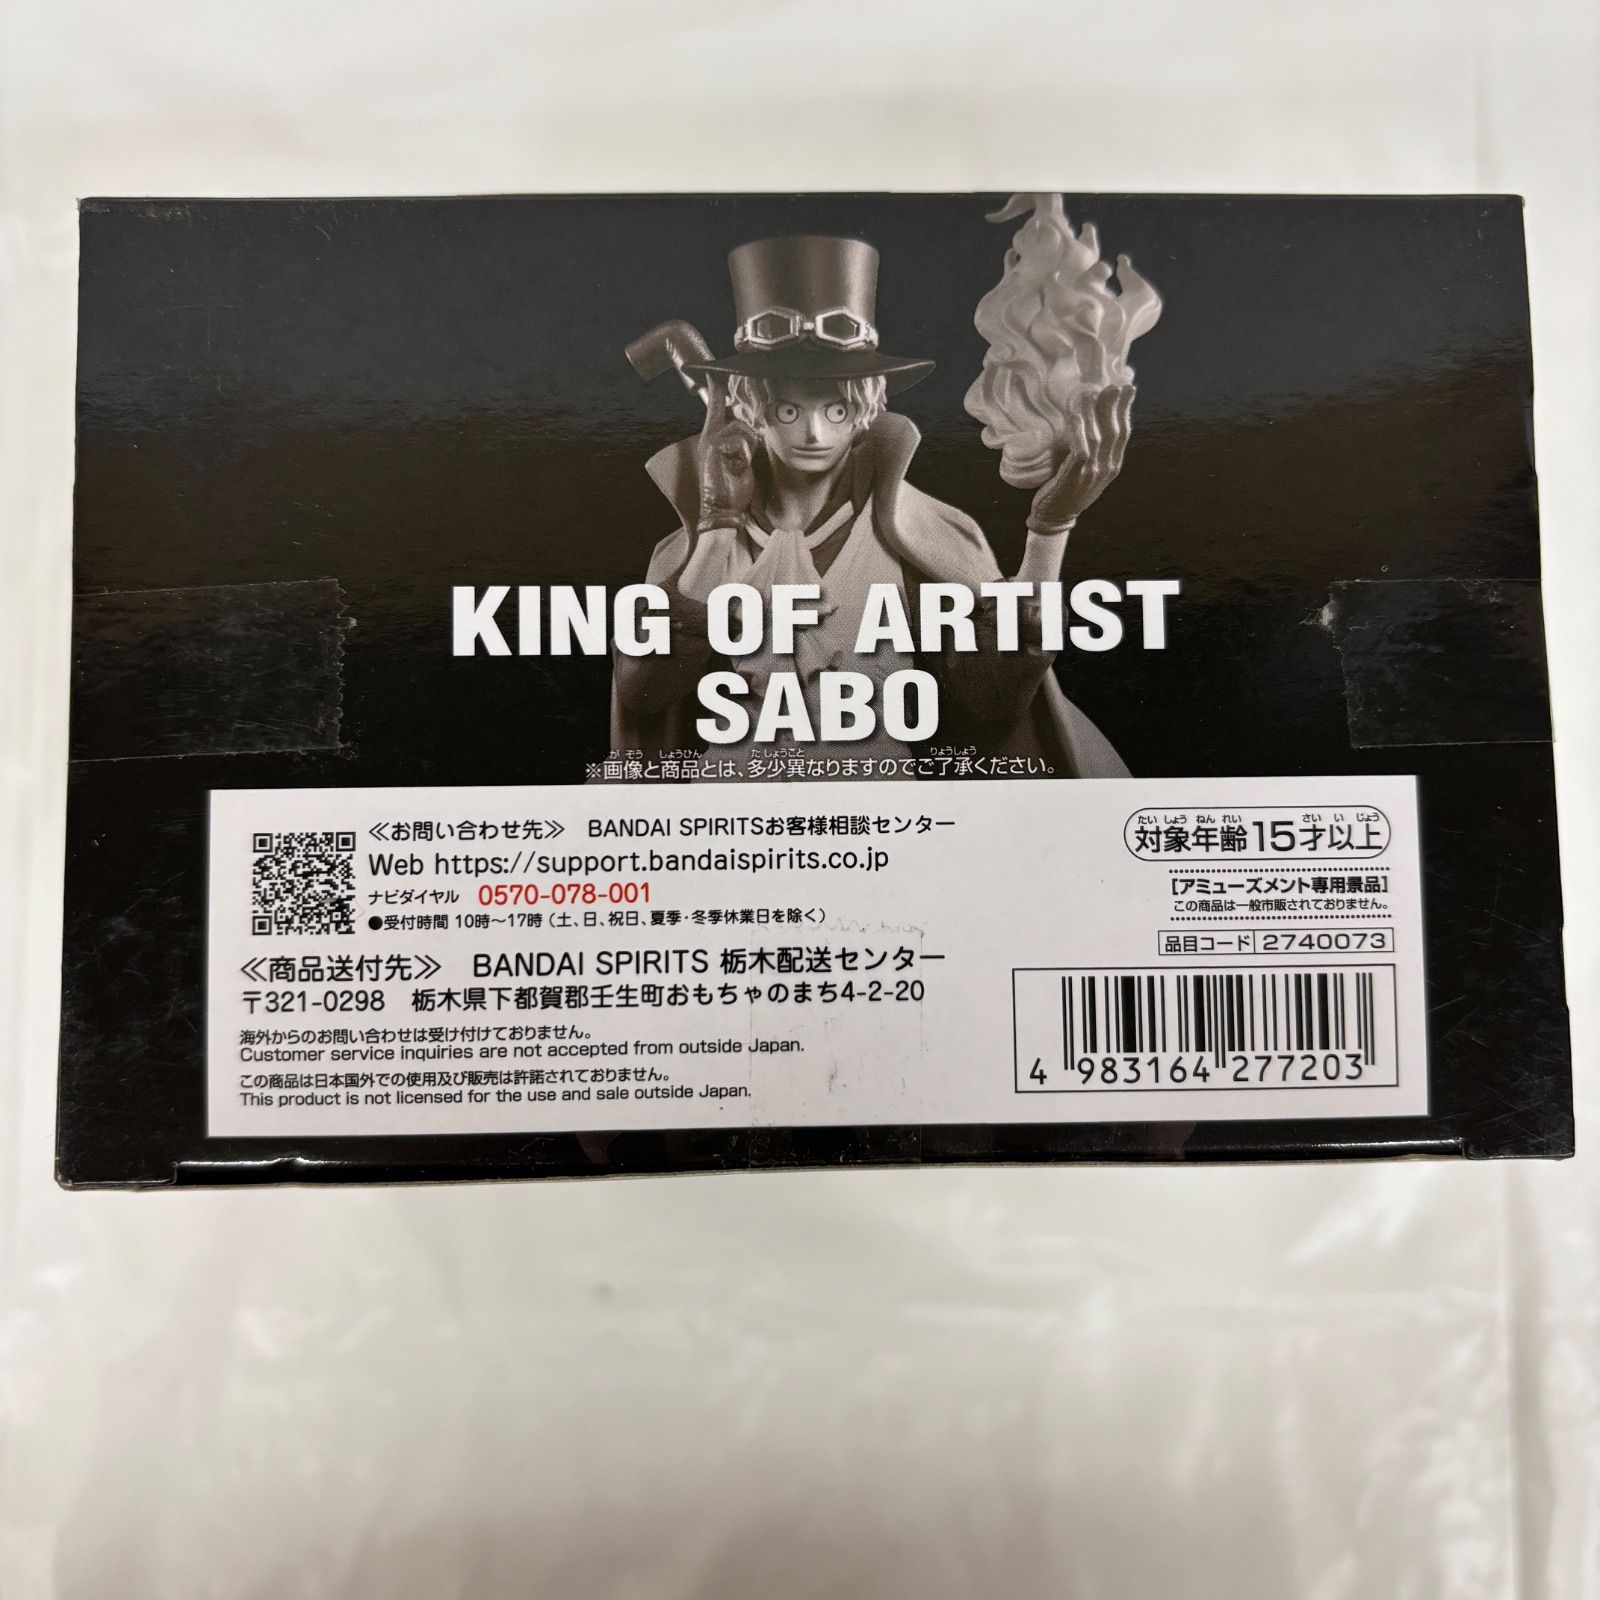 KING OF ARTIST
SABO
※画像と商品とは、多少異なりますのでご了承ください。
≪お問い合わせ先≫ BANDAI SPIRITSお客様相談センター
Web https://support.bandaispirits.co.jp
ナビダイヤル 0570-078-001
●受付時間 10時～17時（土、日、祝日、夏季・冬季休業日を除く）
≪商品送付先≫ BANDAI SPIRITS 栃木配送センター
〒321-0298 栃木県下都賀郡壬生町おもちゃのまち4-2-20
海外からのお問い合わせは受け付けておりません。
Customer service inquiries are not accepted from outside Japan.
この商品は日本国外での使用及び販売は許諾されておりません。
This product is not licensed for the use and sale outside Japan.
対象年齢15才以上
[アミューズメント専用景品]
この商品は一般市販されておりません。
品目コード 2740073
4 983164 277203